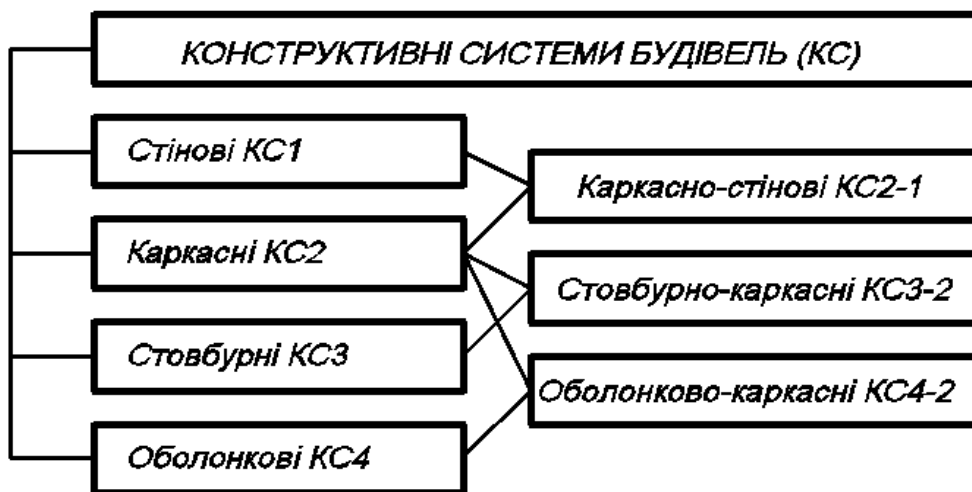 КОНСТРУКТИВНІ СИСТЕМИ БУДІВЕЛЬ (КС)
Стінові КС1
Каркасно-стінові КС2-1
Каркасні КС2
Стовбурно-каркасні КС3-2
Стовбурні КС3
Оболонково-каркасні КС4-2
Оболонкові КС4